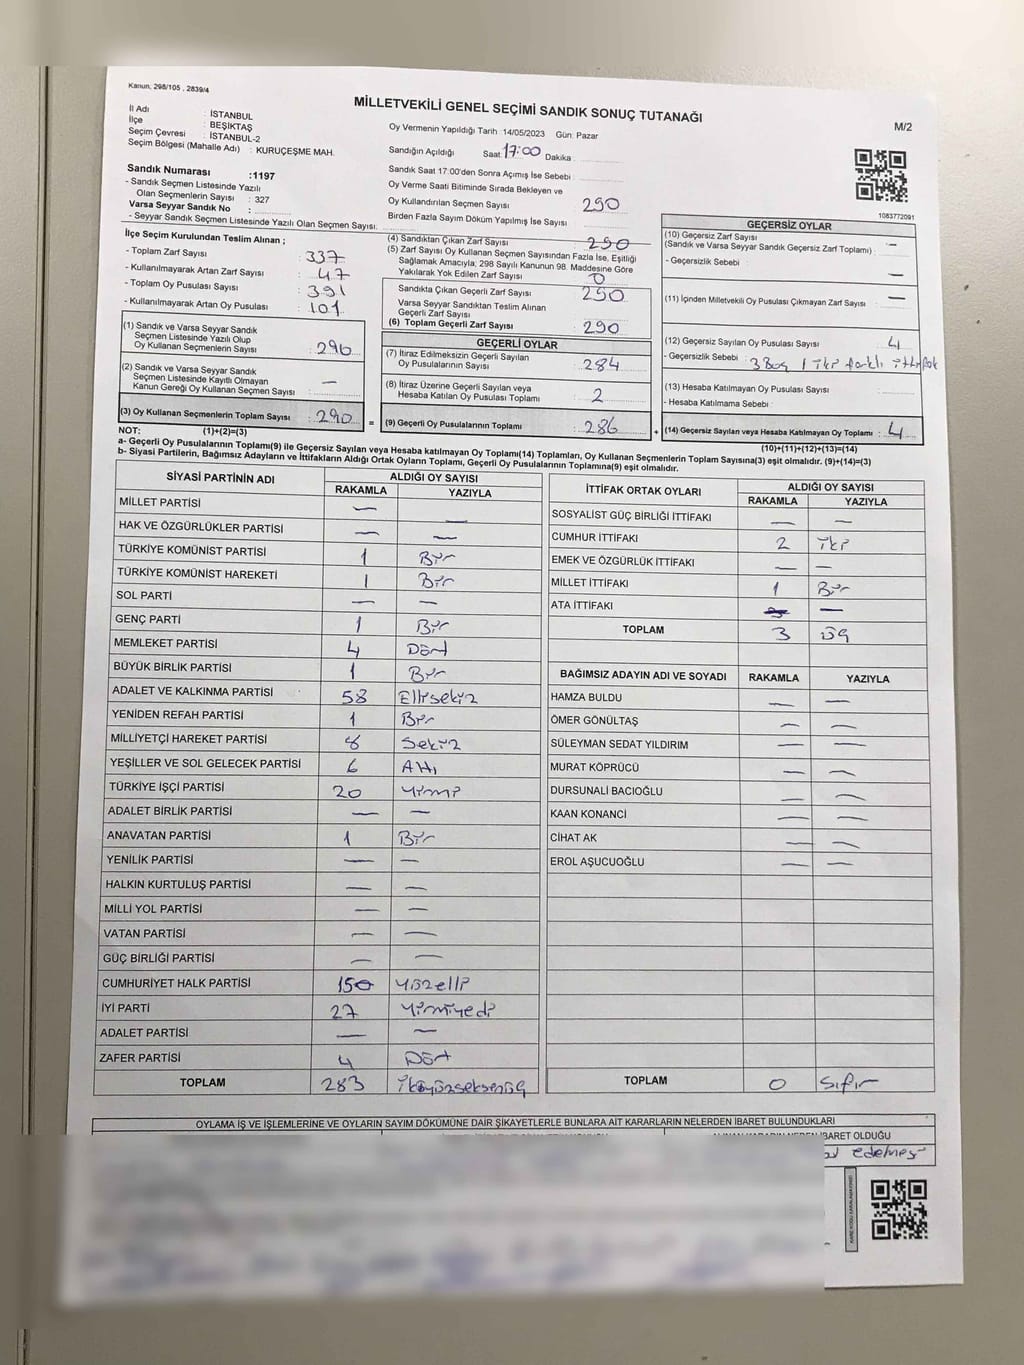 Kanun, 298/105 , 2839/4
MİLLETVEKİLİ GENEL SEÇİMİ SANDIK SONUÇ TUTANAĞI
M/2
İl Adı : İSTANBUL
İlçe : BEŞİKTAŞ
Seçim Çevresi : İSTANBUL-2
Seçim Bölgesi (Mahalle Adı) : KURUÇEŞME MAH.
Sandık Numarası :1197
- Sandık Seçmen Listesinde Yazılı
Olan Seçmenlerin Sayısı : 327
Varsa Seyyar Sandık No :
- Seyyar Sandık Seçmen Listesinde Yazılı Olan Seçmen Sayısı.
Oy Vermenin Yapıldığı Tarih :14/05/2023 Gün: Pazar
Sandığın Açıldığı Saat 17:00 Dakika
Sandık Saat 17:00'den Sonra Açımış İse Sebebi :
Oy Verme Saati Bitiminde Sırada Bekleyen ve
Oy Kullandırılan Seçmen Sayısı 290
Birden Fazla Sayım Döküm Yapılmış İse Sayısı
1083772091
İlçe Seçim Kurulundan Teslim Alınan ;
- Toplam Zarf Sayısı : 337
- Kullanılmayarak Artan Zarf Sayısı : 47
- Toplam Oy Pusulası Sayısı : 391
- Kullanılmayarak Artan Oy Pusulası : 101
(1) Sandık ve Varsa Seyyar Sandık
Seçmen Listesinde Yazılı Olup
Oy Kullanan Seçmenlerin Sayısı : 290
(2) Sandık ve Varsa Seyyar Sandık
Seçmen Listesinde Kayıtlı Olmayan
Kanun Gereği Oy Kullanan Seçmen Sayısı : —
(3) Oy Kullanan Seçmenlerin Toplam Sayısı : 290
(4) Sandıktan Çıkan Zarf Sayısı : 290
(5) Zarf Sayısı Oy Kullanan Seçmen Sayısından Fazla İse, Eşitliği
Sağlamak Amacıyla, 298 Sayılı Kanunun 98. Maddesine Göre
Yakılarak Yok Edilen Zarf Sayısı : 0
Sandıkta Çıkan Geçerli Zarf Sayısı : 290
Varsa Seyyar Sandıktan Teslim Alınan
Geçerli Zarf Sayısı
(6) Toplam Geçerli Zarf Sayısı : 290
GEÇERLİ OYLAR
(7) İtiraz Edilmeksizin Geçerli Sayılan
Oy Pusulalarının Sayısı : 284
(8) İtiraz Üzerine Geçerli Sayılan veya
Hesaba Katılan Oy Pusulası Toplamı : 2
= (9) Geçerli Oy Pusulalarının Toplamı : 286
GEÇERSİZ OYLAR
(10) Geçersiz Zarf Sayısı
(Sandık ve Varsa Seyyar Sandık Geçersiz Zarf Toplamı) : —
- Geçersizlik Sebebi : —
(11) İçinden Milletvekili Oy Pusulası Çıkmayan Zarf Sayısı : —
(12) Geçersiz Sayılan Oy Pusulası Sayısı : 4
- Geçersizlik Sebebi : 3 Boş 1 İki farklı ittifak
(13) Hesaba Katılmayan Oy Pusulası Sayısı
- Hesaba Katılmama Sebebi :
+ (14) Geçersiz Sayılan veya Hesaba Katılmayan Oy Toplamı : 4
NOT: (1)+(2)=(3) (10)+(11)+(12)+(13)=(14)
a- Geçerli Oy Pusulalarının Toplamı(9) ile Geçersiz Sayılan veya Hesaba katılmayan Oy Toplamı(14) Toplamları, Oy Kullanan Seçmenlerin Toplam Sayısına(3) eşit olmalıdır. (9)+(14)=(3)
b- Siyasi Partilerin, Bağımsız Adayların ve İttifakların Aldığı Ortak Oyların Toplamı, Geçerli Oy Pusulalarının Toplamına(9) eşit olmalıdır.
SİYASİ PARTİNİN ADI ALDIĞI OY SAYISI
RAKAMLA YAZIYLA
MİLLET PARTİSİ — —
HAK VE ÖZGÜRLÜKLER PARTİSİ — —
TÜRKİYE KOMÜNİST PARTİSİ 1 Bir
TÜRKİYE KOMÜNİST HAREKETİ 1 Bir
SOL PARTİ — —
GENÇ PARTİ 1 Bir
MEMLEKET PARTİSİ 4 Dört
BÜYÜK BİRLİK PARTİSİ 1 Bir
ADALET VE KALKINMA PARTİSİ 58 Ellisekiz
YENİDEN REFAH PARTİSİ 1 Bir
MİLLİYETÇİ HAREKET PARTİSİ 8 Sekiz
YEŞİLLER VE SOL GELECEK PARTİSİ 6 Altı
TÜRKİYE İŞÇİ PARTİSİ 20 Yirmi
ADALET BİRLİK PARTİSİ — —
ANAVATAN PARTİSİ 1 Bir
YENİLİK PARTİSİ — —
HALKIN KURTULUŞ PARTİSİ — —
MİLLİ YOL PARTİSİ — —
VATAN PARTİSİ — —
GÜÇ BİRLİĞİ PARTİSİ — —
CUMHURİYET HALK PARTİSİ 150 Yüzelli
İYİ PARTİ 27 Yirmiyedi
ADALET PARTİSİ — —
ZAFER PARTİSİ 4 Dört
TOPLAM 283 İkiyüzseksenüç
İTTİFAK ORTAK OYLARI ALDIĞI OY SAYISI
RAKAMLA YAZIYLA
SOSYALİST GÜÇ BİRLİĞİ İTTİFAKI — —
CUMHUR İTTİFAKI 2 İki
EMEK VE ÖZGÜRLÜK İTTİFAKI — —
MİLLET İTTİFAKI 1 Bir
ATA İTTİFAKI —
TOPLAM 3 üç
BAĞIMSIZ ADAYIN ADI VE SOYADI RAKAMLA YAZIYLA
HAMZA BULDU — —
ÖMER GÖNÜLTAŞ — —
SÜLEYMAN SEDAT YILDIRIM — —
MURAT KÖPRÜCÜ — —
DURSUNALİ BACIOĞLU — —
KAAN KONANCİ — —
CİHAT AK — —
EROL AŞUCUOĞLU — —
TOPLAM 0 Sıfır
OYLAMA İŞ VE İŞLEMLERİNE VE OYLARIN SAYIM DÖKÜMÜNE DAİR ŞİKAYETLERLE BUNLARA AİT KARARLARIN NELERDEN İBARET BULUNDUKLARI
İBARET OLDUĞU